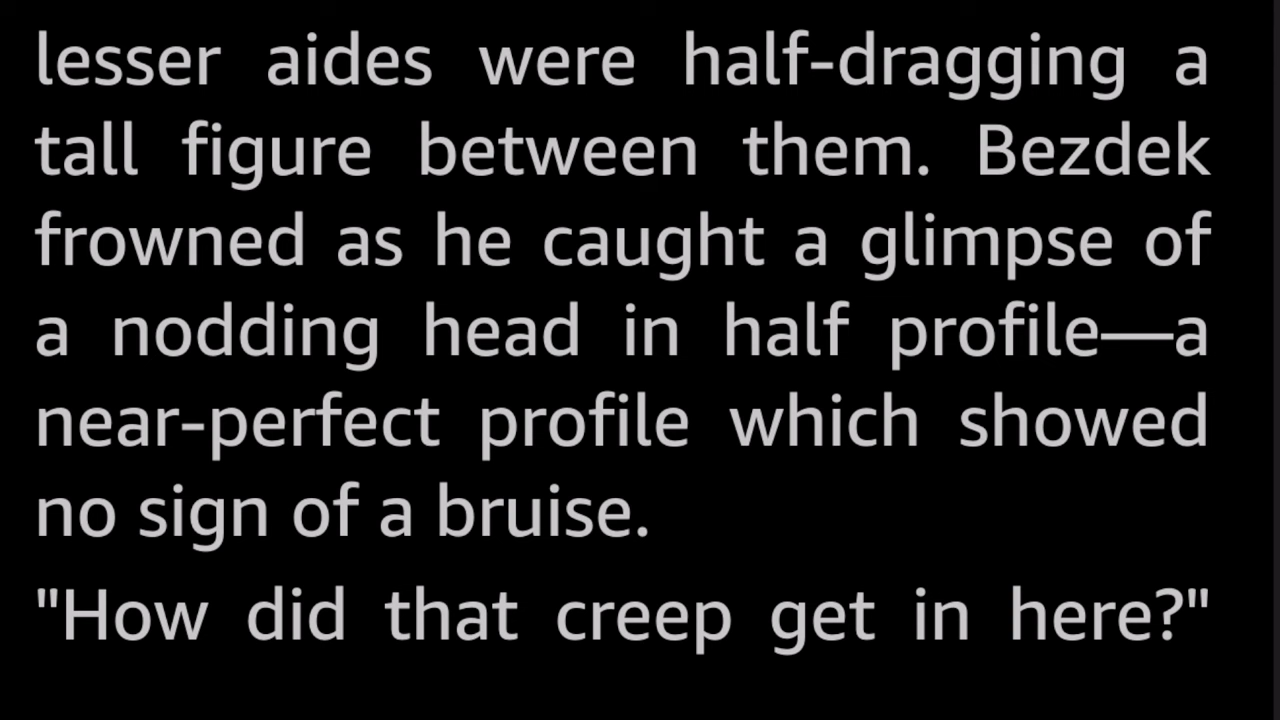 lesser aides were half-dragging a
tall figure between them. Bezdek
frowned as he caught a glimpse of
a nodding head in half profile—a
near-perfect profile which showed
no sign of a bruise.
"How did that creep get in here?"